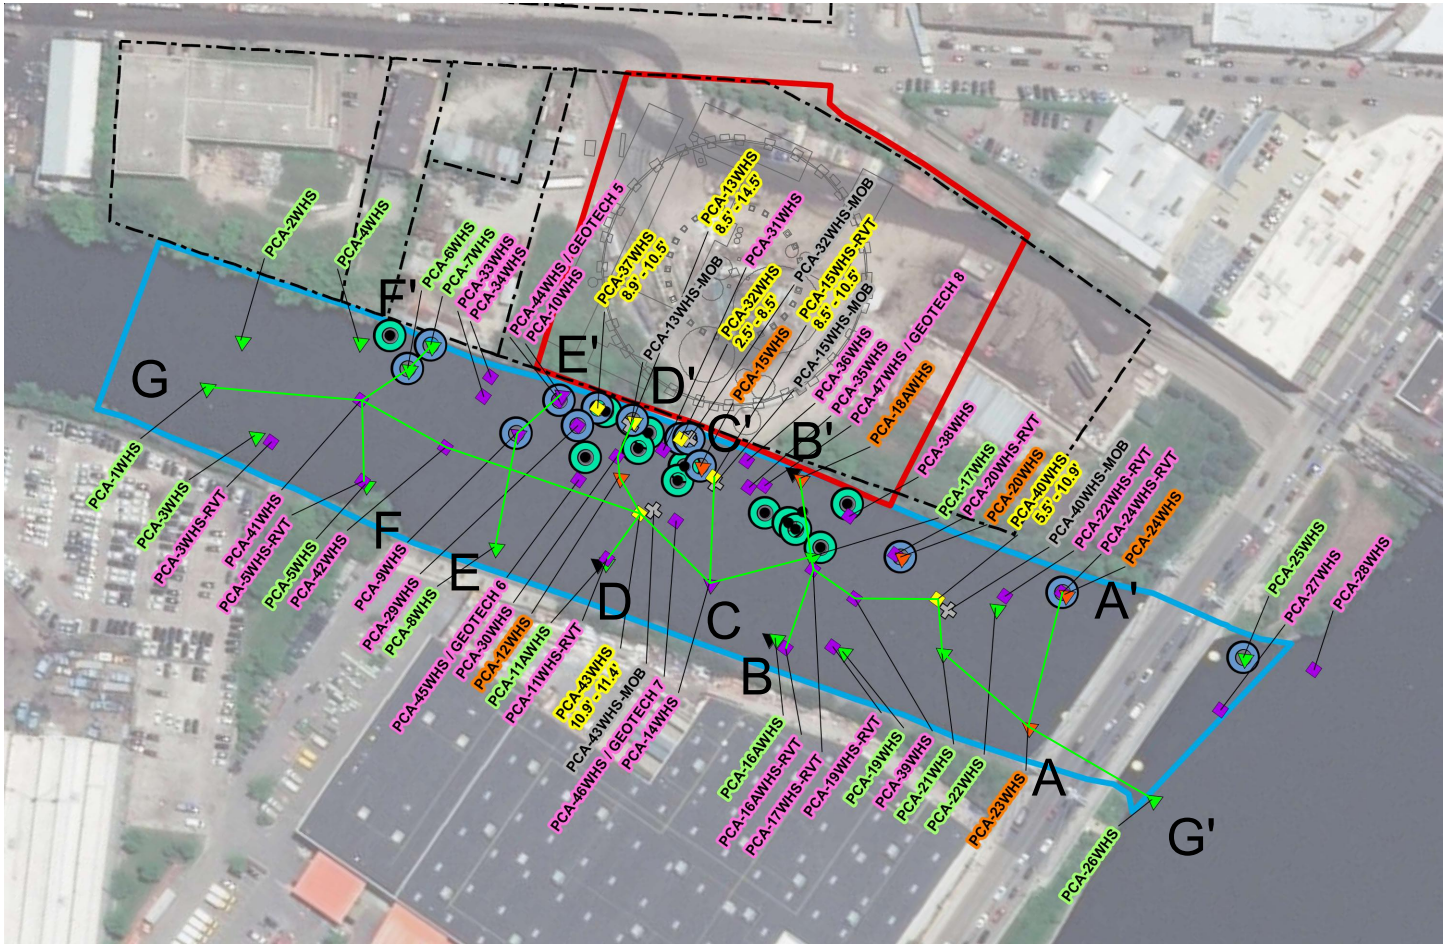 PCA-2WHS
PCA-4WHS
PCA-6WHS
PCA-7WHS
PCA-33WHS
PCA-34WHS
PCA-44WHS / GEOTECH 5
PCA-10WHS
PCA-37WHS
8.9' - 10.5'
PCA-13WHS
8.5' - 14.5'
PCA-13WHS-MOB
PCA-31WHS
PCA-32WHS
2.5' - 8.5'
PCA-32WHS-MOB
PCA-15WHS-RVT
8.5' - 10.5'
PCA-15WHS
PCA-15WHS-MOB
PCA-36WHS
PCA-35WHS
PCA-47WHS / GEOTECH 8
PCA-18AWHS
PCA-38WHS
PCA-17WHS
PCA-20WHS-RVT
PCA-20WHS
PCA-40WHS
5.5' - 10.9'
PCA-40WHS-MOB
PCA-22WHS-RVT
PCA-24WHS-RVT
PCA-24WHS
PCA-25WHS
PCA-27WHS
PCA-28WHS
F'
G
E'
D'
C'
B'
A'
F
E
D
C
B
A
G'
PCA-1WHS
PCA-3WHS
PCA-3WHS-RVT
PCA-41WHS
PCA-5WHS-RVT
PCA-5WHS
PCA-42WHS
PCA-9WHS
PCA-29WHS
PCA-8WHS
PCA-45WHS / GEOTECH 6
PCA-30WHS
PCA-12WHS
PCA-11AWHS
PCA-11WHS-RVT
PCA-43WHS
10.9' - 11.4'
PCA-43WHS-MOB
PCA-46WHS / GEOTECH 7
PCA-14WHS
PCA-16AWHS
PCA-16AWHS-RVT
PCA-17WHS-RVT
PCA-19WHS-RVT
PCA-19WHS
PCA-39WHS
PCA-21WHS
PCA-22WHS
PCA-23WHS
PCA-26WHS